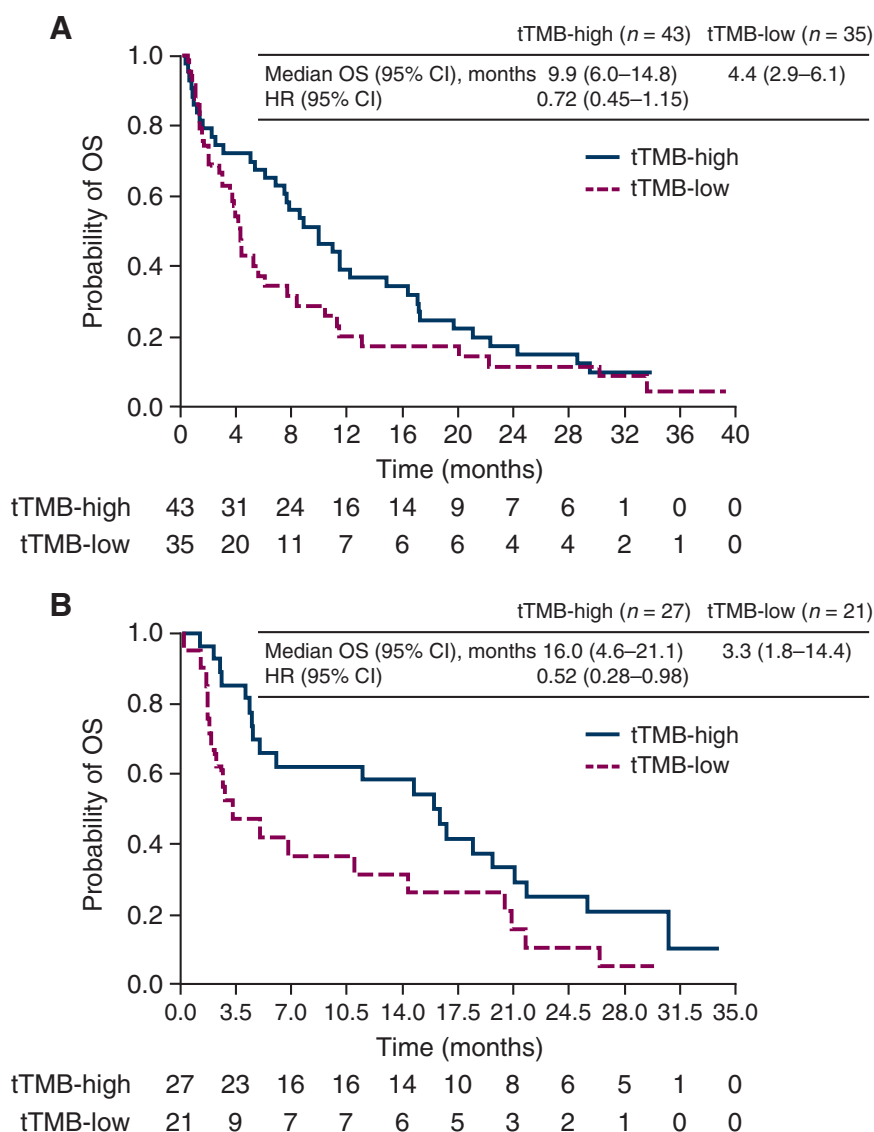 A
tTMB-high (n = 43) tTMB-low (n = 35)
Median OS (95% CI), months 9.9 (6.0–14.8) 4.4 (2.9–6.1)
HR (95% CI) 0.72 (0.45–1.15)
tTMB-high
tTMB-low
Probability of OS
1.0
0.8
0.6
0.4
0.2
0.0
0 4 8 12 16 20 24 28 32 36 40
Time (months)
tTMB-high 43 31 24 16 14 9 7 6 1 0 0
tTMB-low 35 20 11 7 6 6 4 4 2 1 0
B
tTMB-high (n = 27) tTMB-low (n = 21)
Median OS (95% CI), months 16.0 (4.6–21.1) 3.3 (1.8–14.4)
HR (95% CI) 0.52 (0.28–0.98)
tTMB-high
tTMB-low
Probability of OS
1.0
0.8
0.6
0.4
0.2
0.0
0.0 3.5 7.0 10.5 14.0 17.5 21.0 24.5 28.0 31.5 35.0
Time (months)
tTMB-high 27 23 16 16 14 10 8 6 5 1 0
tTMB-low 21 9 7 7 6 5 3 2 1 0 0